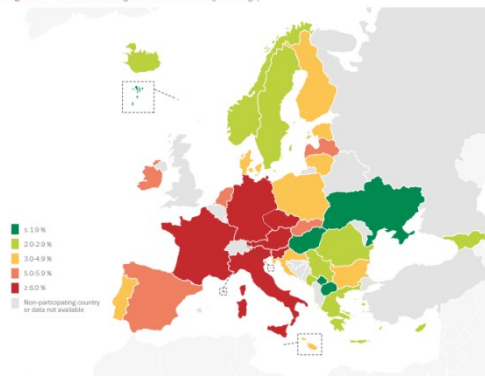 ≤ 1.9%
2.0-2.9%
3.0-4.9%
5.0-5.9%
≥ 6.0%
Non-participating country
or data not available